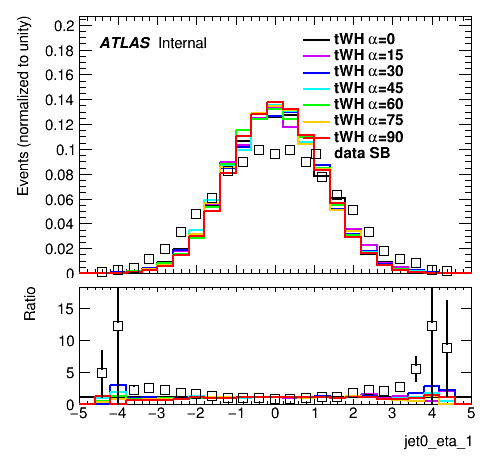 ATLAS Internal
tWH α=0
tWH α=15
tWH α=30
tWH α=45
tWH α=60
tWH α=75
tWH α=90
data SB
Events (normalized to unity)
0.2
0.18
0.16
0.14
0.12
0.1
0.08
0.06
0.04
0.02
0
Ratio
15
10
5
0
−5 −4 −3 −2 −1 0 1 2 3 4 5
jet0_eta_1